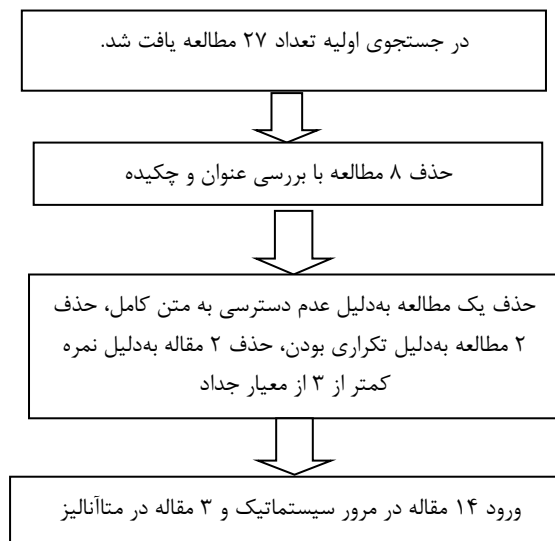 در جستجوی اولیه تعداد ۲۷ مطالعه یافت شد.
حذف ۸ مطالعه با بررسی عنوان و چکیده
حذف یک مطالعه به‌دلیل عدم دسترسی به متن کامل، حذف
۲ مطالعه به‌دلیل تکراری بودن، حذف ۲ مقاله به‌دلیل نمره
کمتر از ۳ از معیار جداد
ورود ۱۴ مقاله در مرور سیستماتیک و ۳ مقاله در متاآنالیز